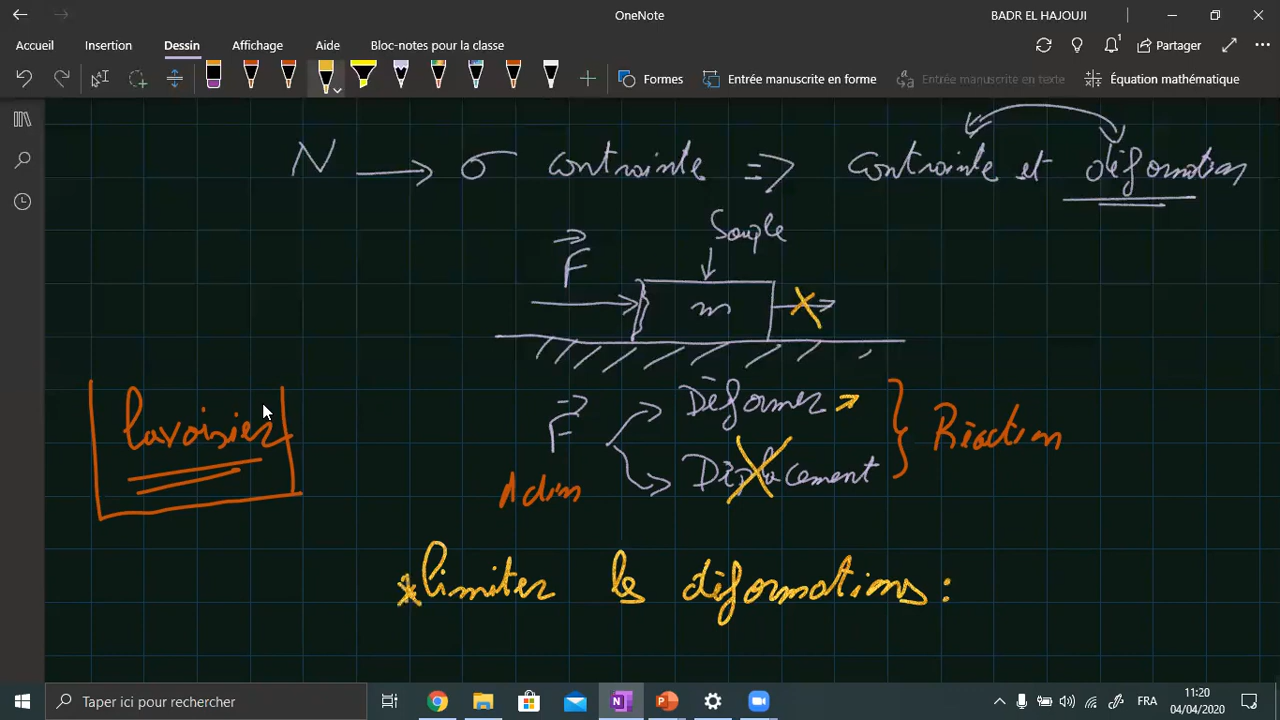 OneNote
BADR EL HAJOUJI
Accueil Insertion Dessin Affichage Aide Bloc-notes pour la classe
Partager
Formes Entrée manuscrite en forme Entrée manuscrite en texte Équation mathématique
N → σ contrainte => Contrainte et déformation
Souple
F
m
F Déformer
Déplacement
Réaction
lavoisier
Action
*limiter les déformations:
Taper ici pour rechercher
FRA
11:20
04/04/2020